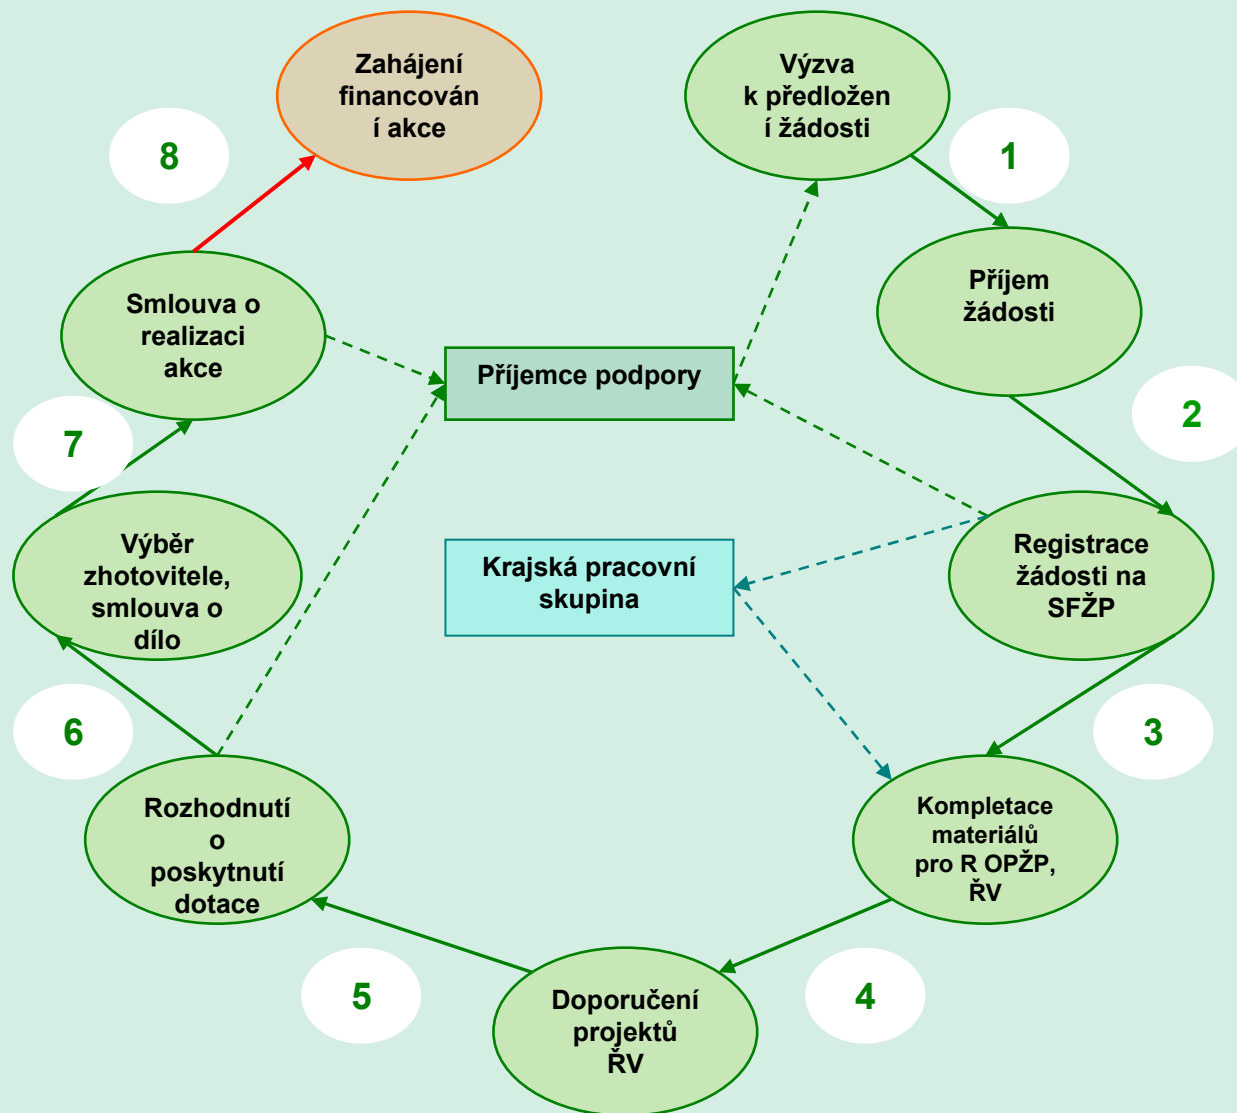 Zahájení
financován
í akce
Výzva
k předložen
í žádosti
8
1
Příjem
žádosti
Smlouva o
realizaci
akce
Příjemce podpory
2
7
Výběr
zhotovitele,
smlouva o
dílo
Krajská pracovní
skupina
Registrace
žádosti na
SFŽP
6
3
Rozhodnutí
o
poskytnutí
dotace
Kompletace
materiálů
pro R OPŽP,
ŘV
5
4
Doporučení
projektů
ŘV